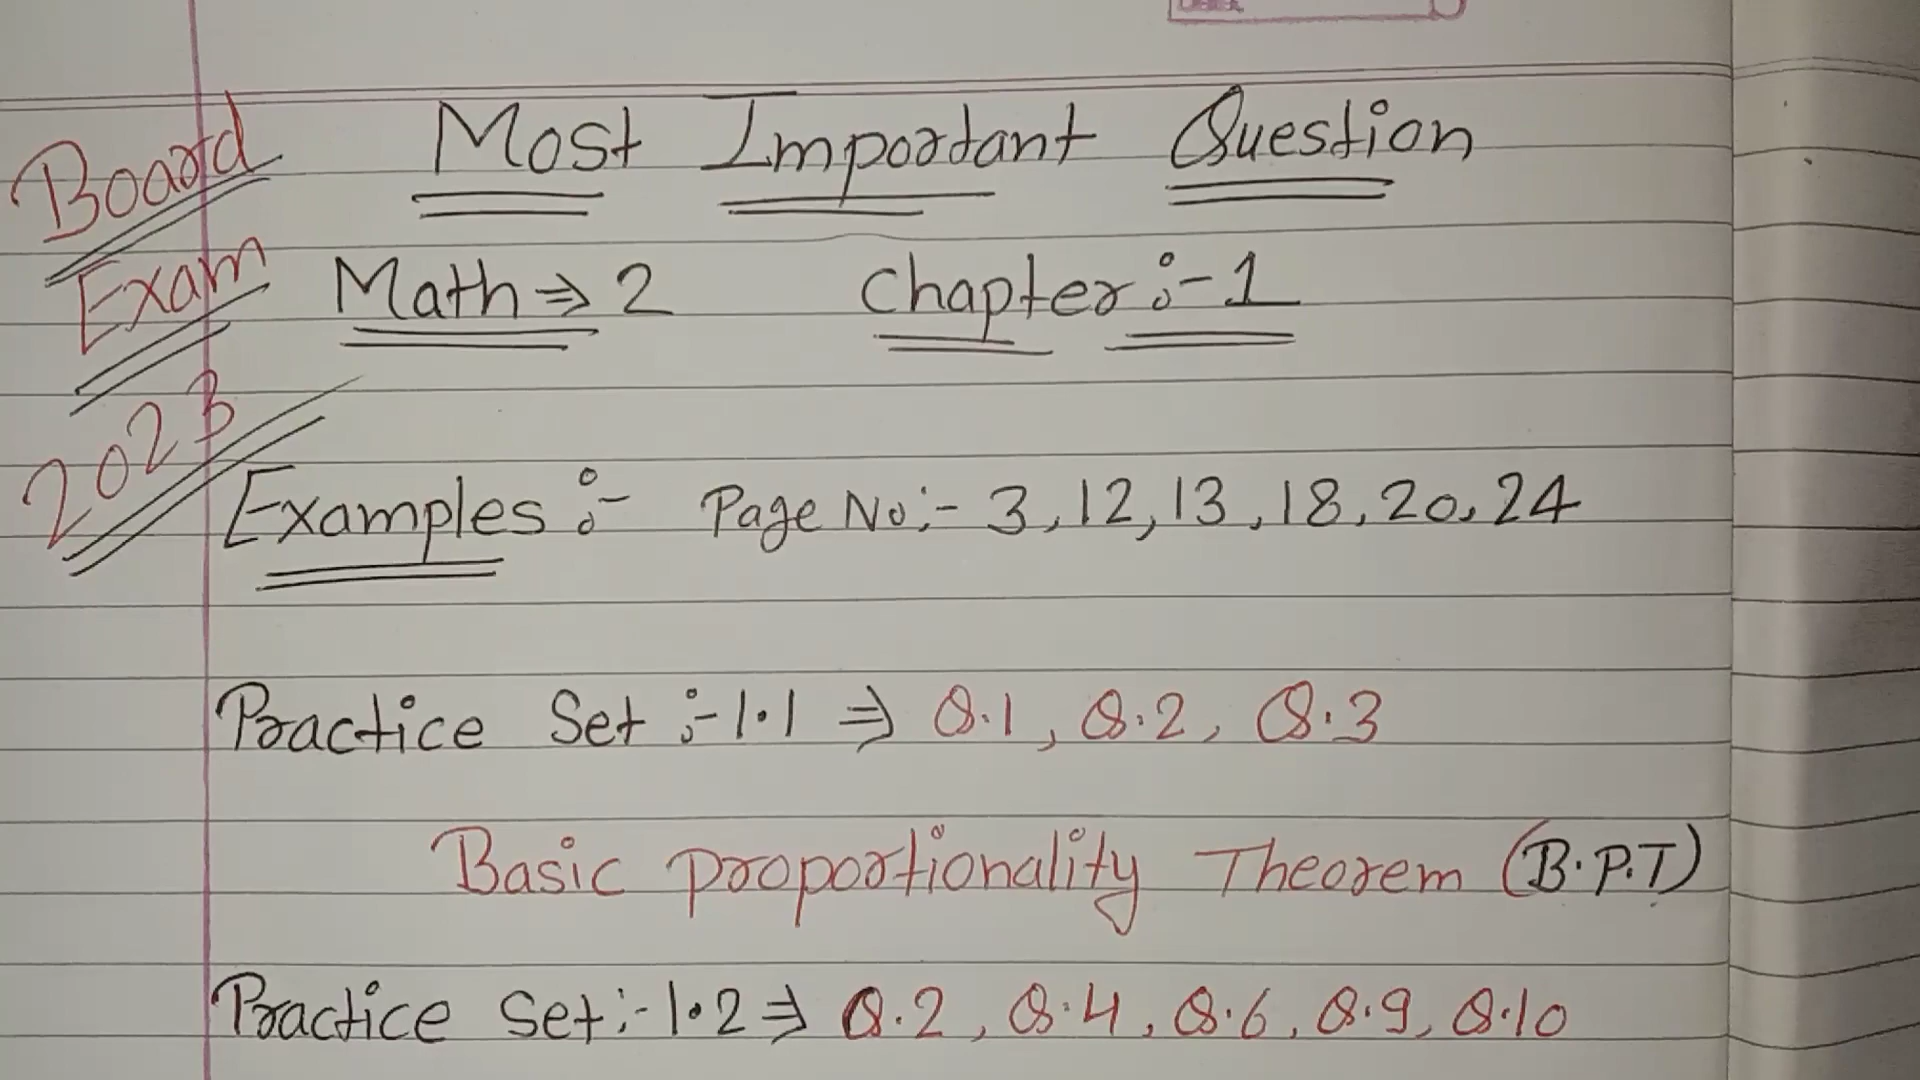 Board
Exam
2023
Most Important Question
Math ⇒ 2 Chapter :- 1
Examples :- Page No :- 3, 12, 13, 18, 20, 24
Practice Set :- 1.1 ⇒ Q.1, Q.2, Q.3
Basic proportionality Theorem (B.P.T)
Practice Set :- 1.2 ⇒ Q.2, Q.4, Q.6, Q.9, Q.10